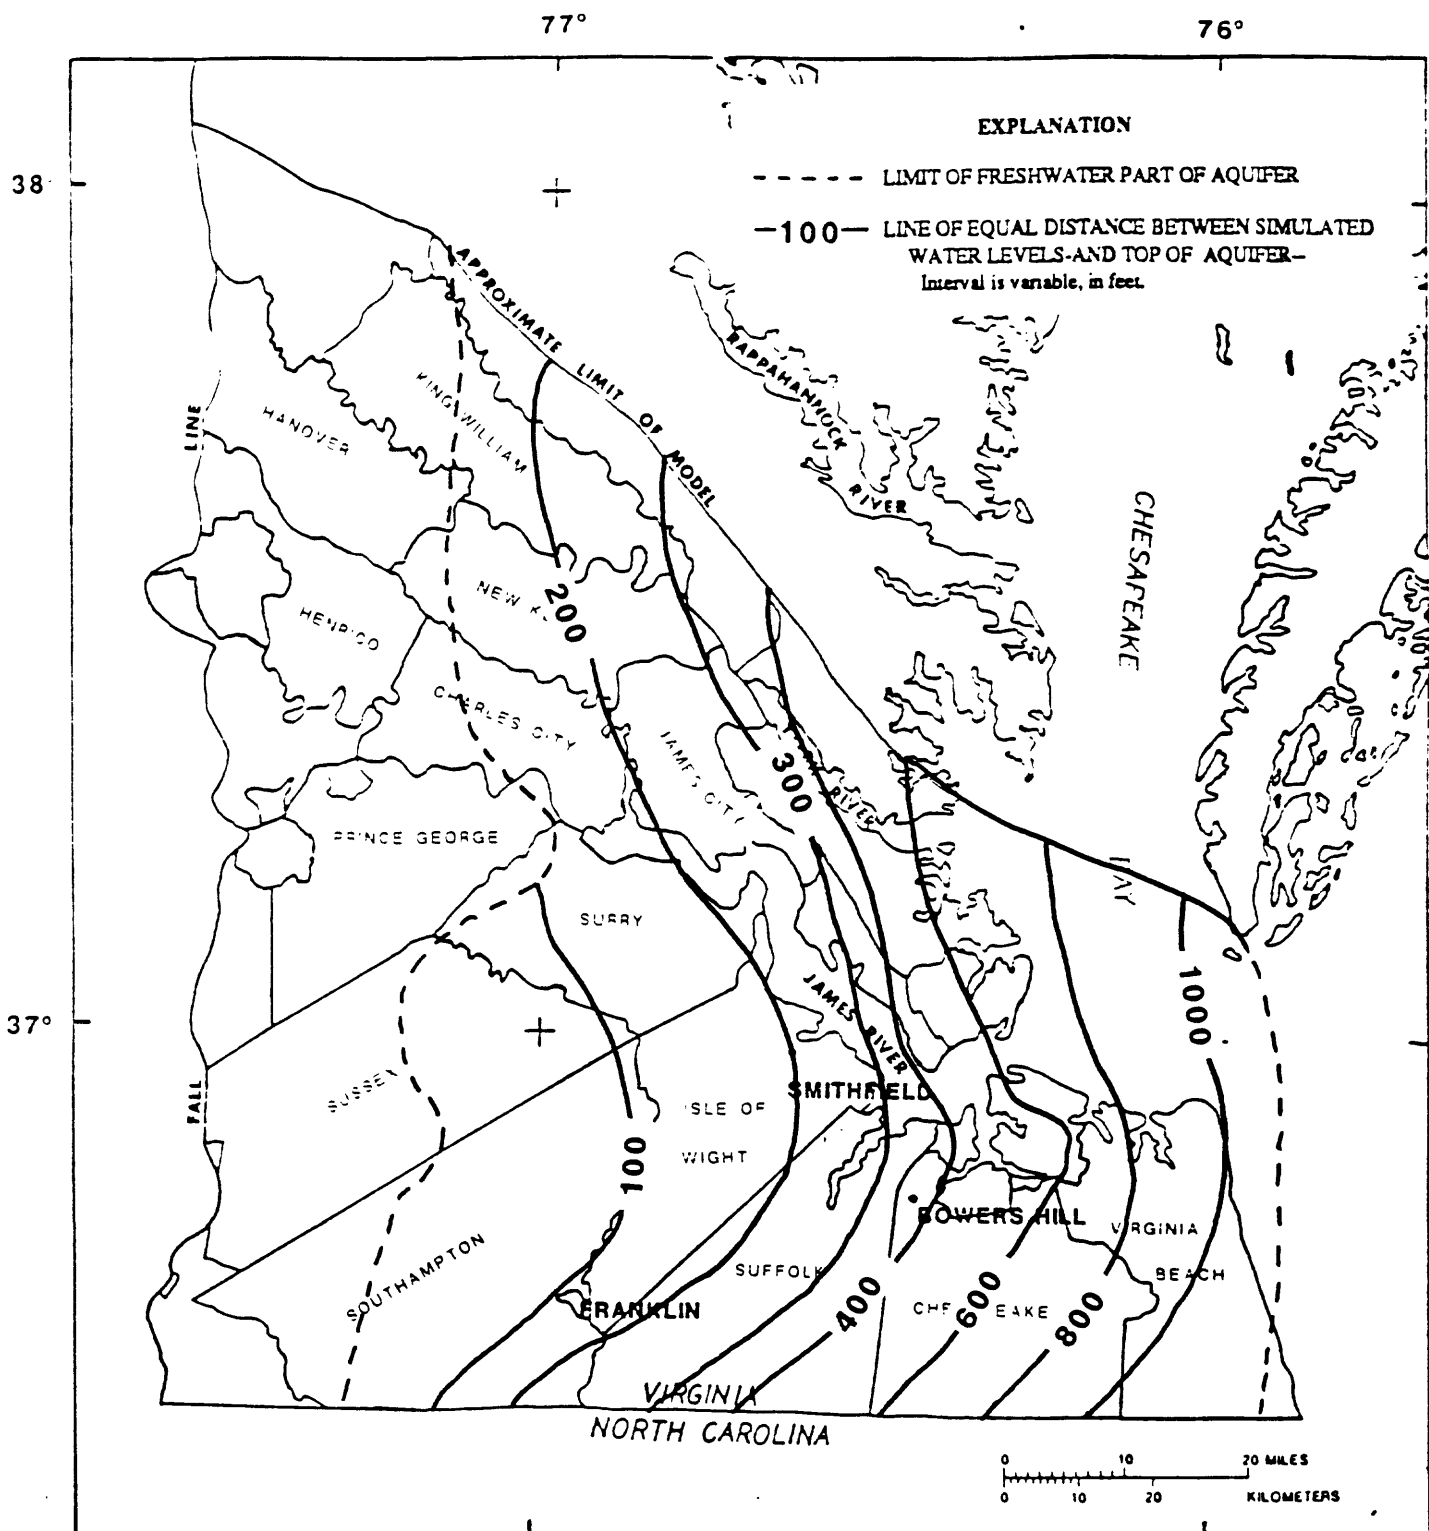 77° 76°
EXPLANATION
38
LIMIT OF FRESHWATER PART OF AQUIFER
—100— LINE OF EQUAL DISTANCE BETWEEN SIMULATED
WATER LEVELS-AND TOP OF AQUIFER–
Interval is variable, in feet.
APPROXIMATE LIMIT OF MODEL
RAPPAHANNOCK
RIVER
LINE
HANOVER
KING WILLIAM
CHESAPEAKE
NEW
200
HENRICO
CHARLES CITY
JAMES CITY
300
RIVER
PRINCE GEORGE
SURRY
1000
37°
JAMES RIVER
FALL
SUSSEX
SMITHFIELD
ISLE OF
WIGHT
100
BOWERS HILL
VIRGINIA
BEACH
SOUTHAMPTON
SUFFOLK
FRANKLIN
400
600
800
VIRGINIA
NORTH CAROLINA
0 10 20 MILES
0 10 20 KILOMETERS